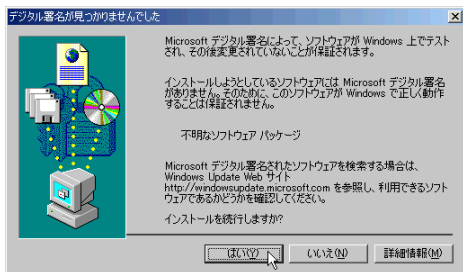 デジタル署名が見つかりませんでした
Microsoft デジタル署名によって、ソフトウェアが Windows 上でテスト
され、その後変更されていないことが保証されます。
インストールしようとしているソフトウェアには Microsoft デジタル署名
がありません。そのために、このソフトウェアが Windows で正しく動作
することは保証されません。
不明なソフトウェア パッケージ
Microsoft デジタル署名されたソフトウェアを検索する場合は、
Windows Update Web サイト
http://windowsupdate.microsoft.com を参照し、利用できるソフト
ウェアであるかどうかを確認してください。
インストールを続行しますか?
はい(Y)
いいえ(N)
詳細情報(M)